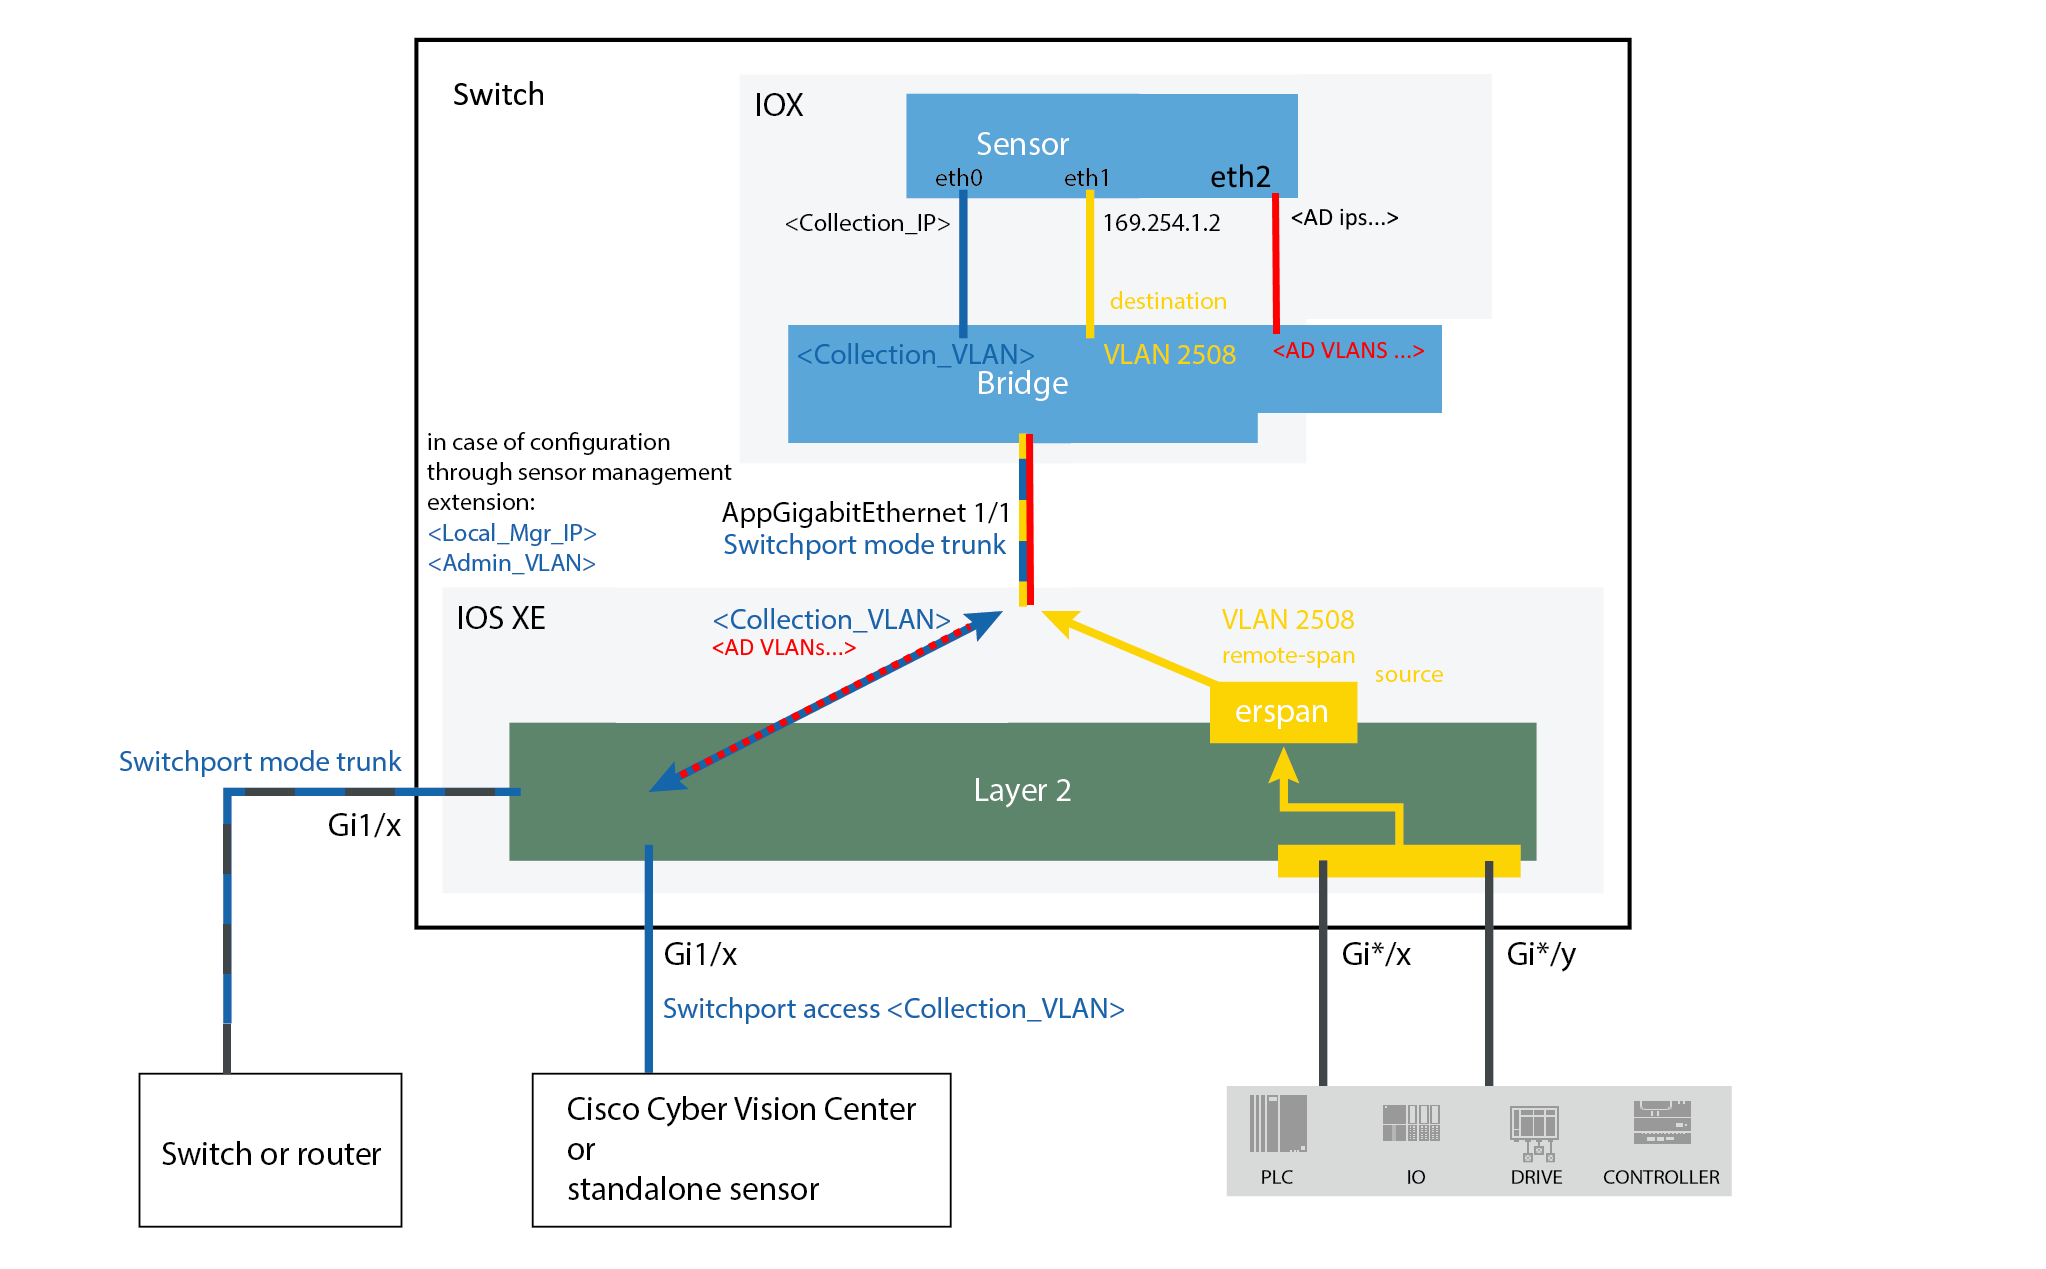 Switch
IOX
Sensor
eth0
eth1
eth2
<Collection_IP>
169.254.1.2
<AD ips...>
destination
<Collection_VLAN>
VLAN 2508
<AD VLANS ...>
Bridge
in case of configuration
through sensor management
extension:
<Local_Mgr_IP>
<Admin_VLAN>
AppGigabitEthernet 1/1
Switchport mode trunk
IOS XE
<Collection_VLAN>
<AD VLANs...>
VLAN 2508
remote-span
source
erspan
Layer 2
Switchport mode trunk
Gi1/x
Gi1/x
Switchport access <Collection_VLAN>
Gi*/x
Gi*/y
Switch or router
Cisco Cyber Vision Center
or
standalone sensor
PLC
IO
DRIVE
CONTROLLER